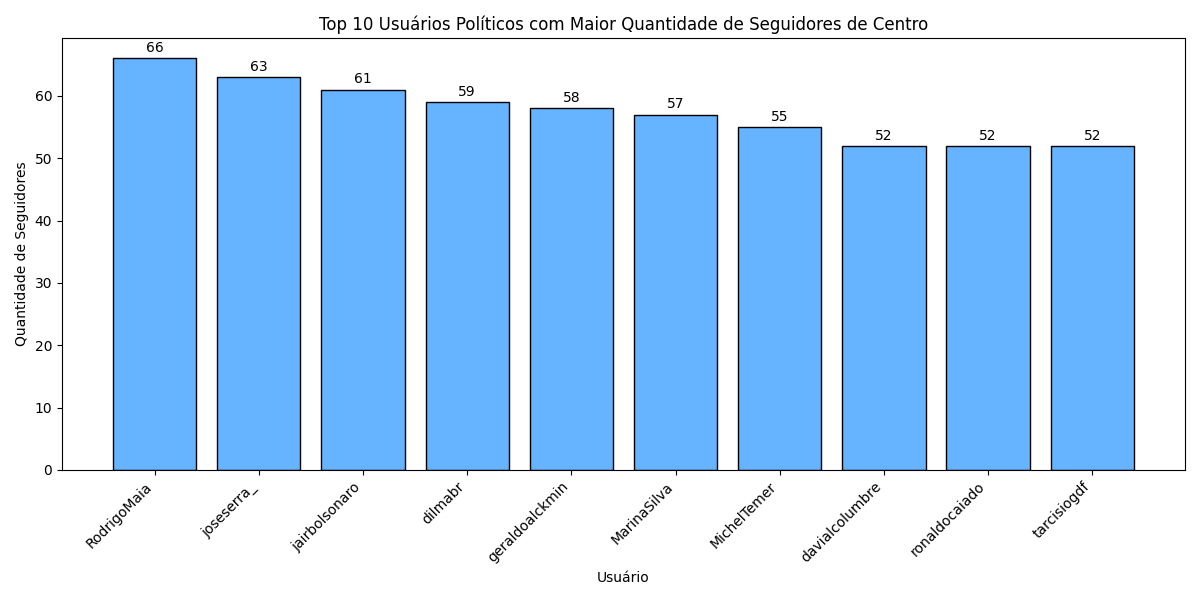 Top 10 Usuários Políticos com Maior Quantidade de Seguidores de Centro
Quantidade de Seguidores
60
50
40
30
20
10
0
66
63
61
59
58
57
55
52
52
52
RodrigoMaia
joseserra_
jairbolsonaro
dilmabr
geraldoalckmin
MarinaSilva
MichelTemer
davialcolumbre
ronaldocaiado
tarcisiogdf
Usuário